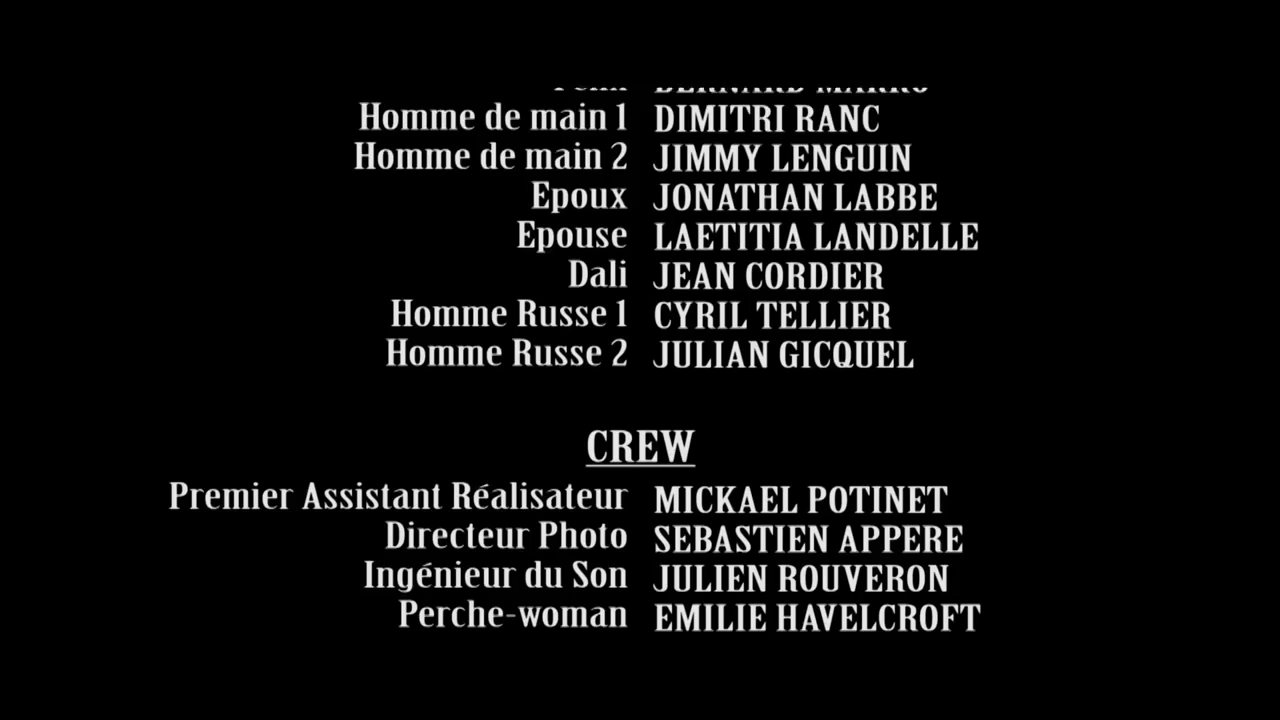 Homme de main 1 DIMITRI RANC
Homme de main 2 JIMMY LENGUIN
Epoux JONATHAN LABBE
Epouse LAETITIA LANDELLE
Dali JEAN CORDIER
Homme Russe 1 CYRIL TELLIER
Homme Russe 2 JULIAN GICQUEL
CREW
Premier Assistant Réalisateur MICKAEL POTINET
Directeur Photo SEBASTIEN APPERE
Ingénieur du Son JULIEN ROUVERON
Perche-woman EMILIE HAVELCROFT